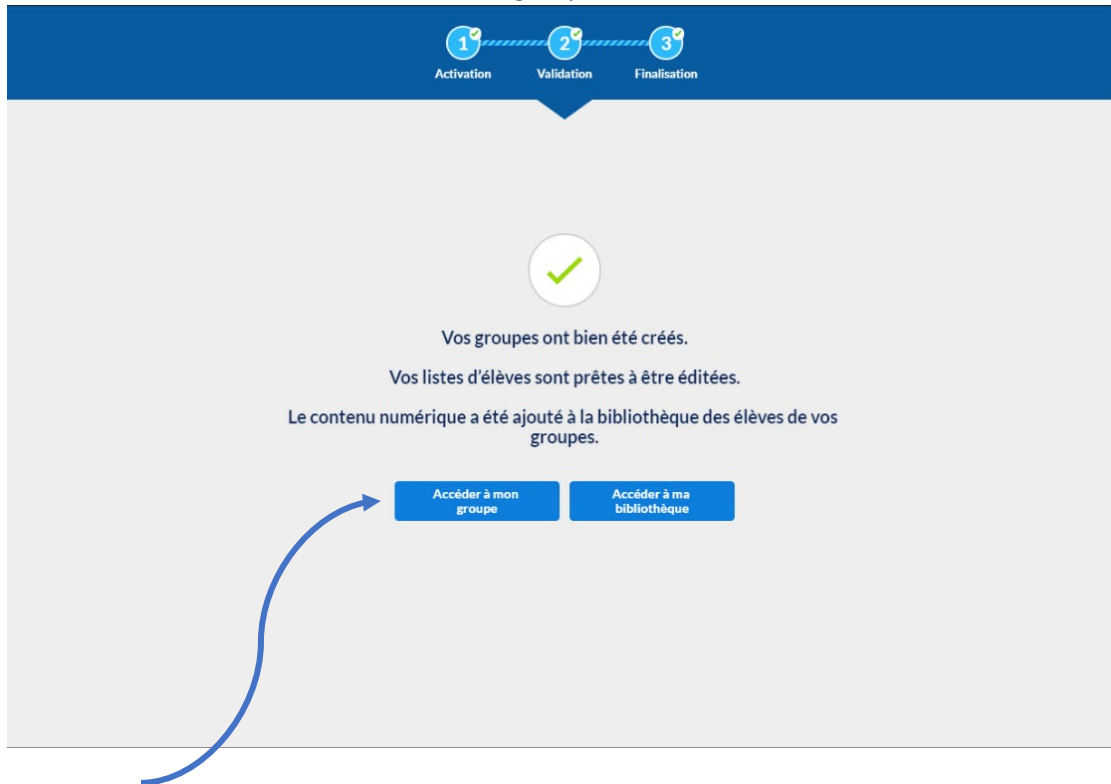 1 2 3
Activation Validation Finalisation
Vos groupes ont bien été créés.
Vos listes d'élèves sont prêtes à être éditées.
Le contenu numérique a été ajouté à la bibliothèque des élèves de vos
groupes.
Accéder à mon
groupe
Accéder à ma
bibliothèque